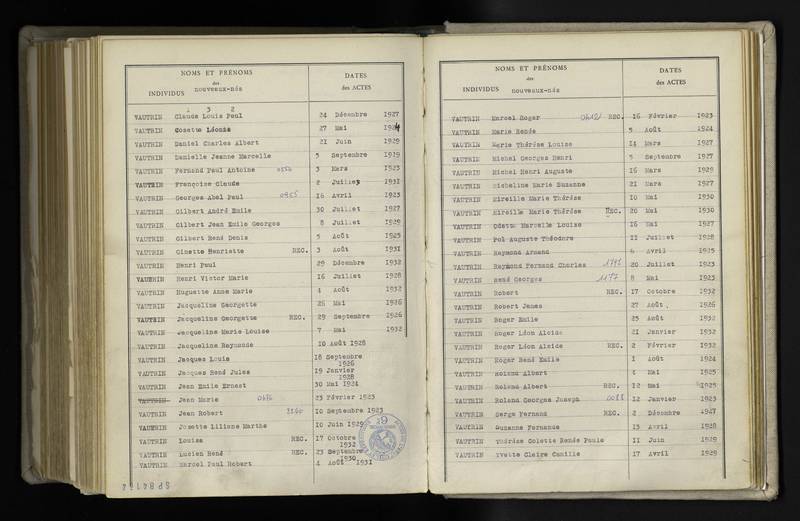 NOMS ET PRÉNOMS
des
INDIVIDUS nouveaux-nés
DATES
des ACTES
1 3 2
VAUTRIN Claude Louis Paul 24 Décembre 1927
VAUTRIN Cosette Léonie 27 Mai 1924
VAUTRIN Daniel Charles Albert 21 Juin 1929
VAUTRIN Danielle Jeanne Marcelle 5 Septembre 1929
VAUTRIN Fernand Paul Antoine 3 Mars 1923
VAUTRIN Françoise Claude 2 Juillet 1931
VAUTRIN Georges Abel Paul 0955 16 Avril 1923
VAUTRIN Gilbert André Emile 30 Juillet 1927
VAUTRIN Gilbert Jean Emile Georges 8 Juillet 1929
VAUTRIN Gilbert René Denis 5 Août 1925
VAUTRIN Ginette Henriette REC. 3 Août 1931
VAUTRIN Henri Paul 29 Décembre 1932
VAUTRIN Henri Victor Marie 16 Juillet 1928
VAUTRIN Huguette Anne Marie 4 Août 1932
VAUTRIN Jacqueline Georgette 26 Mai 1926
VAUTRIN Jacqueline Georgette REC. 29 Septembre 1926
VAUTRIN Jacqueline Marie Louise 7 Mai 1932
VAUTRIN Jacqueline Raymonde 10 Août 1928
VAUTRIN Jacques Louis 18 Septembre
1926
VAUTRIN Jacques René Jules 19 Janvier
1928
VAUTRIN Jean Emile Ernest 30 Mai 1924
VAUTRIN Jean Marie 23 Février 1923
VAUTRIN Jean Robert 10 Septembre 1923
VAUTRIN Josette Liliane Marthe 10 Juin 1929
VAUTRIN Louise REC. 17 Octobre
1932
VAUTRIN Lucien René REC. 23 Septembre
1930
VAUTRIN Marcel Paul Robert 4 Août 1931
NOMS ET PRÉNOMS
des
INDIVIDUS nouveaux-nés
DATES
des ACTES
VAUTRIN Marcel Roger REC. 16 Février 1923
VAUTRIN Marie Renée 5 Août 1924
VAUTRIN Marie Thérèse Louise 14 Mars 1927
VAUTRIN Michel Georges Henri 5 Septembre 1927
VAUTRIN Michel Henri Auguste 16 Mars 1929
VAUTRIN Micheline Marie Suzanne 21 Mars 1927
VAUTRIN Mireille Marie Thérèse 10 Mai 1930
VAUTRIN Mireille Marie Thérèse REC. 20 Mai 1930
VAUTRIN Odette Marcelle Louise 16 Mai 1927
VAUTRIN Pol Auguste Théodore 11 Juillet 1928
VAUTRIN Raymond Armand 4 Avril 1925
VAUTRIN Raymond Fernand Charles 20 Juillet 1923
VAUTRIN René Georges 1177 8 Mai 1923
VAUTRIN Robert REC. 17 Octobre 1932
VAUTRIN Robert James 27 Août 1926
VAUTRIN Roger Emile 25 Août 1932
VAUTRIN Roger Léon Alcide 21 Janvier 1932
VAUTRIN Roger Léon Alcide REC. 2 Février 1932
VAUTRIN Roger René Emile 1 Août 1924
VAUTRIN Roland Albert 4 Mai 1925
VAUTRIN Roland Albert REC. 12 Mai 1925
VAUTRIN Roland Georges Joseph 0088 12 Janvier 1923
VAUTRIN Serge Fernand REC. 2 Décembre 1927
VAUTRIN Suzanne Fernande 13 Avril 1928
VAUTRIN Thérèse Colette Renée Paule 11 Juin 1929
VAUTRIN Yvette Claire Camille 17 Avril 1929